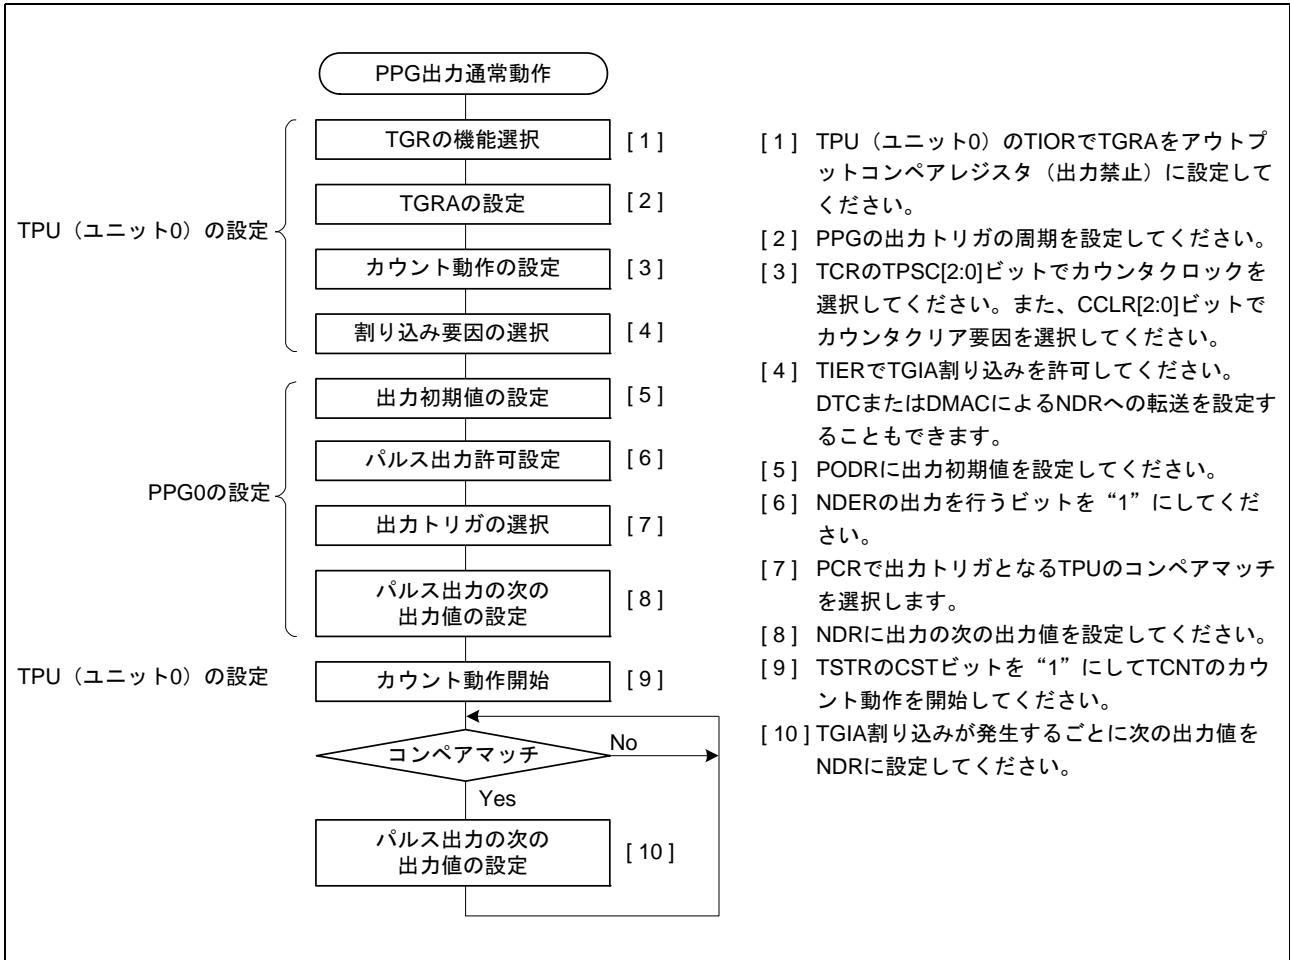 PPG出力通常動作
TPU（ユニット0）の設定
TGRの機能選択 [ 1 ]
TGRAの設定 [ 2 ]
カウント動作の設定 [ 3 ]
割り込み要因の選択 [ 4 ]
PPG0の設定
出力初期値の設定 [ 5 ]
パルス出力許可設定 [ 6 ]
出力トリガの選択 [ 7 ]
パルス出力の次の
出力値の設定 [ 8 ]
TPU（ユニット0）の設定
カウント動作開始 [ 9 ]
コンペアマッチ
No
Yes
パルス出力の次の
出力値の設定 [ 10 ]
[ 1 ] TPU（ユニット0）のTIORでTGRAをアウトプ
ットコンペアレジスタ（出力禁止）に設定して
ください。
[ 2 ] PPGの出力トリガの周期を設定してください。
[ 3 ] TCRのTPSC[2:0]ビットでカウンタクロックを
選択してください。また、CCLR[2:0]ビットで
カウンタクリア要因を選択してください。
[ 4 ] TIERでTGIA割り込みを許可してください。
DTCまたはDMACによるNDRへの転送を設定す
ることもできます。
[ 5 ] PODRに出力初期値を設定してください。
[ 6 ] NDERの出力を行うビットを“1”にしてくだ
さい。
[ 7 ] PCRで出力トリガとなるTPUのコンペアマッチ
を選択します。
[ 8 ] NDRに出力の次の出力値を設定してください。
[ 9 ] TSTRのCSTビットを“1”にしてTCNTのカウ
ント動作を開始してください。
[ 10 ] TGIA割り込みが発生するごとに次の出力値を
NDRに設定してください。